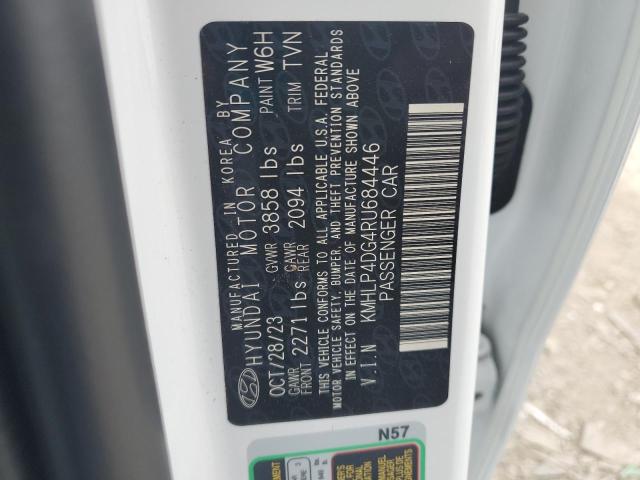 MANUFACTURED IN KOREA BY
HYUNDAI MOTOR COMPANY
OCT/28/23 GVWR 3858 lbs PAINT W6H
GAWR FRONT 2271 lbs GAWR REAR 2094 lbs TRIM TVN
THIS VEHICLE CONFORMS TO ALL APPLICABLE U.S.A. FEDERAL
MOTOR VEHICLE SAFETY, BUMPER, AND THEFT PREVENTION STANDARDS
IN EFFECT ON THE DATE OF MANUFACTURE SHOWN ABOVE
V.I.N KMHLP4DG4RU684446
PASSENGER CAR
N57